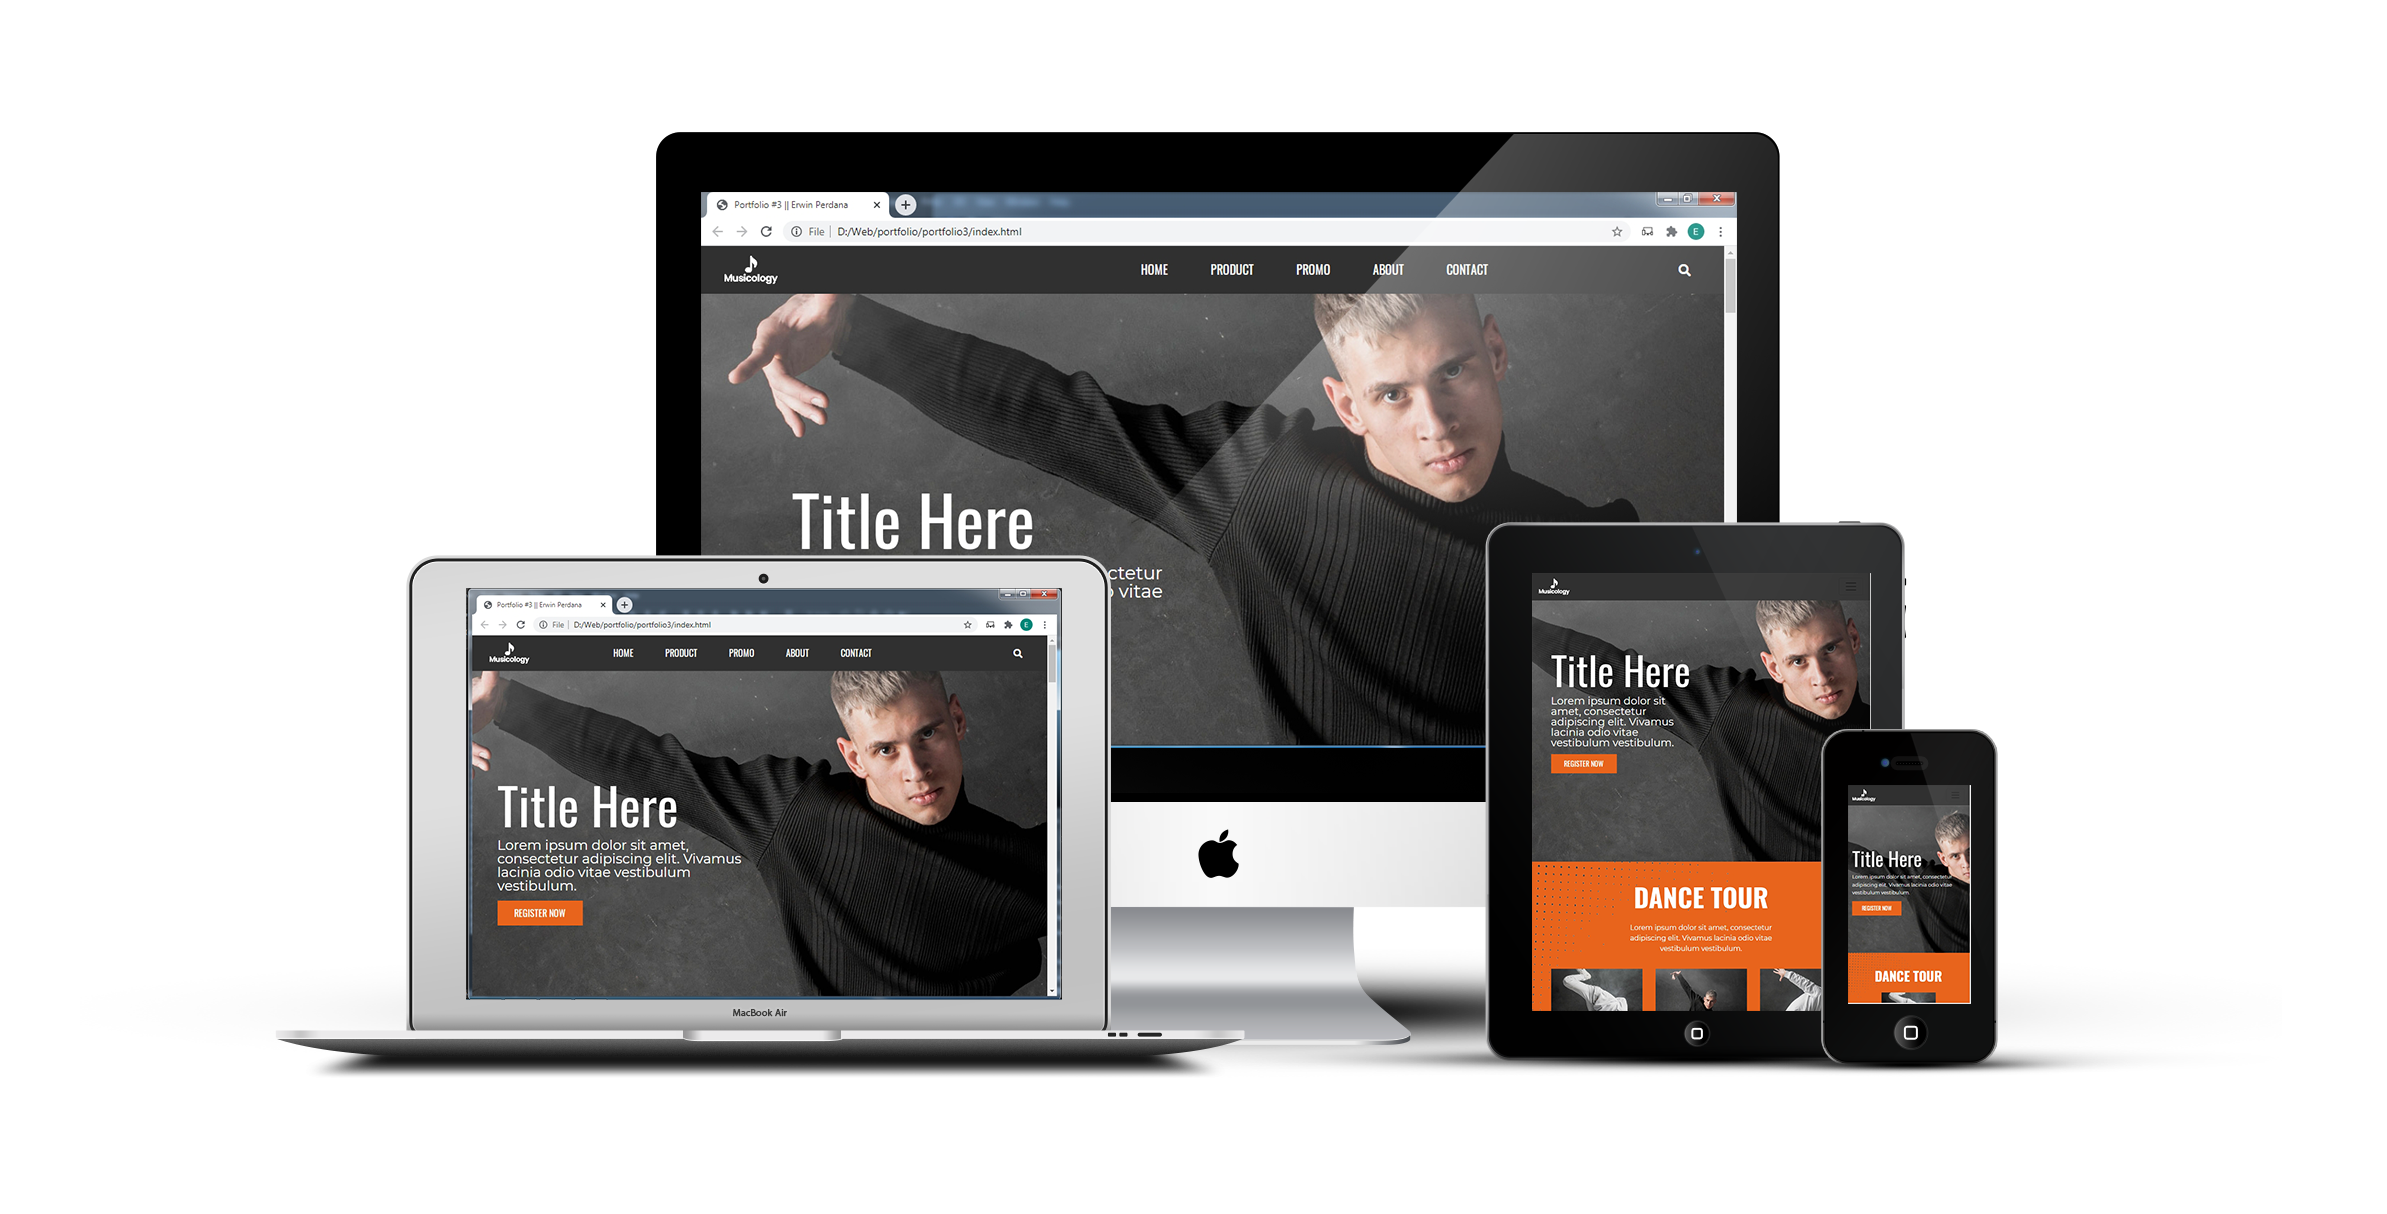 Portfolio #3 || Erwin Perdana
File | D:/Web/portfolio/portfolio3/index.html
E
Musicology
HOME PRODUCT PROMO ABOUT CONTACT
Title Here
vitae
Portfolio #3 || Erwin Perdana
File | D:/Web/portfolio/portfolio3/index.html
E
Musicology
HOME PRODUCT PROMO ABOUT CONTACT
Title Here
Lorem ipsum dolor sit amet,
consectetur adipiscing elit. Vivamus
lacinia odio vitae vestibulum
vestibulum.
REGISTER NOW
MacBook Air
Musicology
Title Here
Lorem ipsum dolor sit
amet, consectetur
adipiscing elit. Vivamus
lacinia odio vitae
vestibulum vestibulum.
REGISTER NOW
DANCE TOUR
Lorem ipsum dolor sit amet, consectetur
adipiscing elit. Vivamus lacinia odio vitae
vestibulum vestibulum.
Musicology
Title Here
Lorem ipsum dolor sit amet, consectetur
adipiscing elit. Vivamus lacinia odio vitae
vestibulum vestibulum.
REGISTER NOW
DANCE TOUR